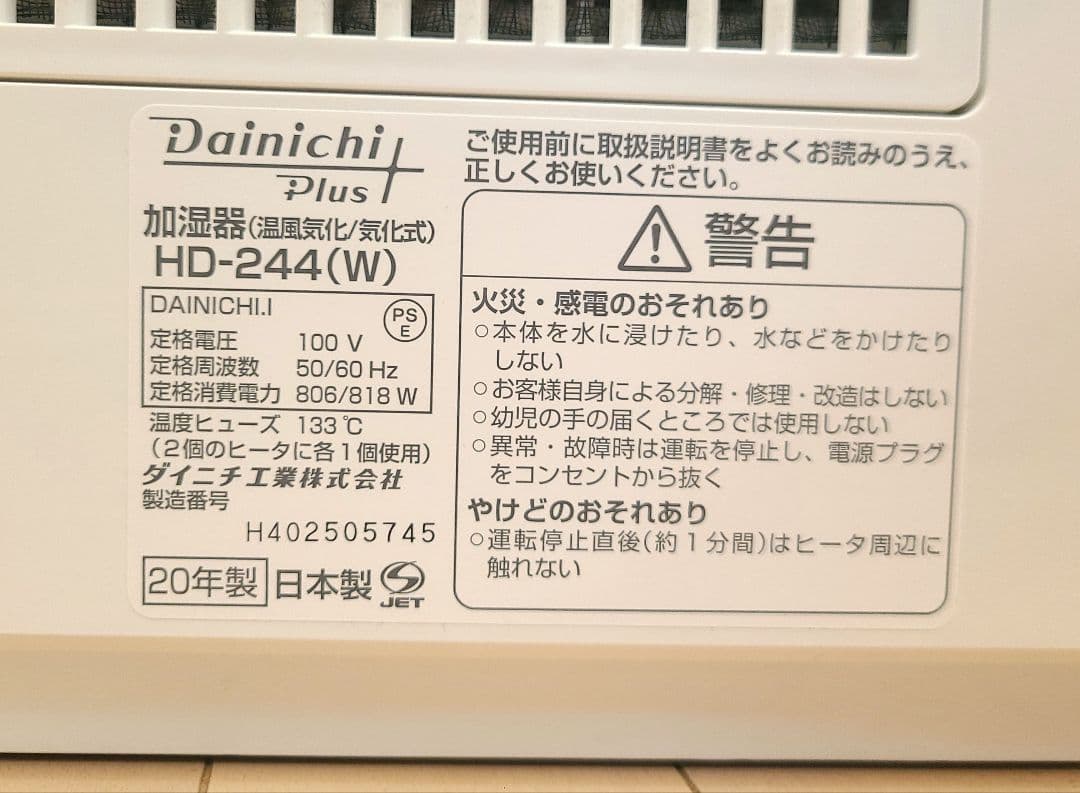 Dainichi
Plus
加湿器(温風気化/気化式)
HD-244(W)
DAINICHI.I
PS
E
定格電圧 100 V
定格周波数 50/60 Hz
定格消費電力 806/818 W
温度ヒューズ 133℃
(2個のヒータに各1個使用)
ダイニチ工業株式会社
製造番号
H402505745
20年製 日本製 JET
ご使用前に取扱説明書をよくお読みのうえ、
正しくお使いください。
警告
火災・感電のおそれあり
○本体を水に浸けたり、水などをかけたり
しない
○お客様自身による分解・修理・改造はしない
○幼児の手の届くところでは使用しない
○異常・故障時は運転を停止し、電源プラグ
をコンセントから抜く
やけどのおそれあり
○運転停止直後(約1分間)はヒータ周辺に
触れない